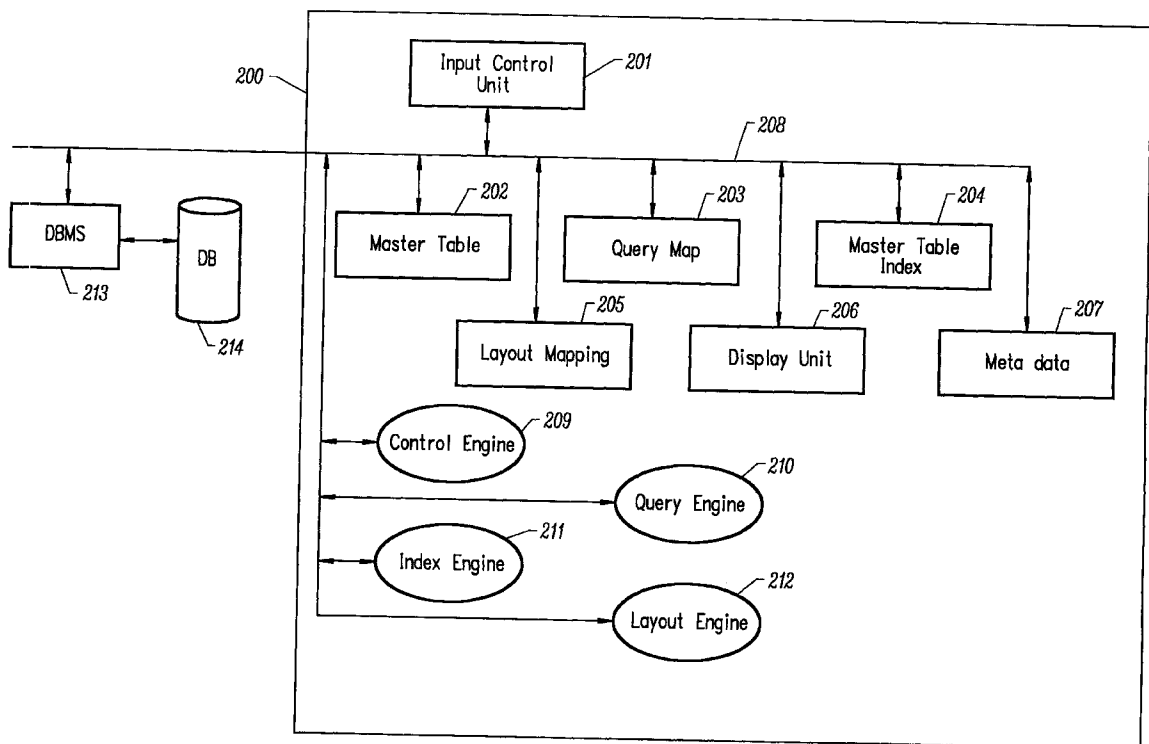 Input Control
Unit
201
200
208
202
203
204
DBMS
213
DB
214
Master Table
Query Map
Master Table
Index
205
206
207
Layout Mapping
Display Unit
Meta data
Control Engine
209
Query Engine
210
Index Engine
211
Layout Engine
212